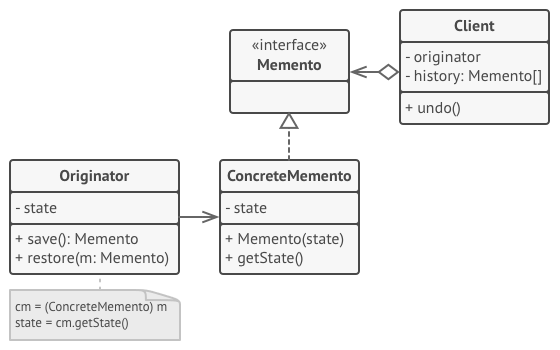 «interface»
Memento
Client
- originator
- history: Memento[]
+ undo()
Originator
- state
+ save(): Memento
+ restore(m: Memento)
ConcreteMemento
- state
+ Memento(state)
+ getState()
cm = (ConcreteMemento) m
state = cm.getState()